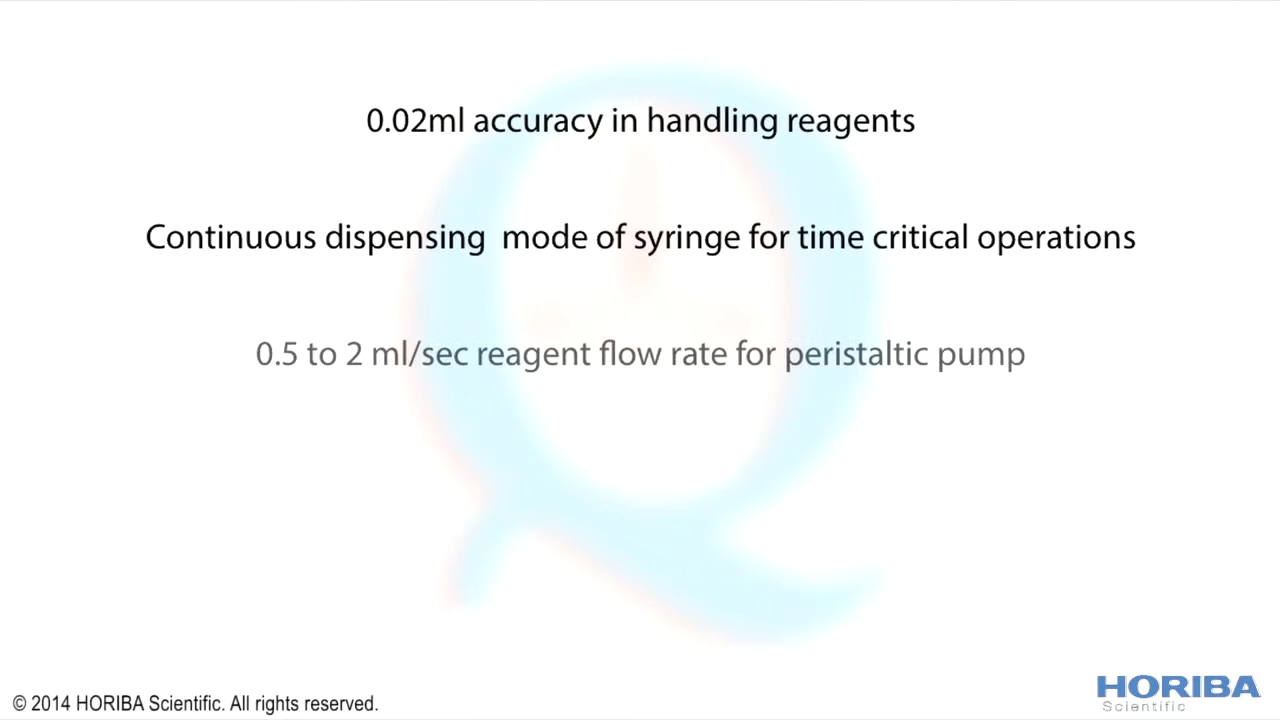 0.02ml accuracy in handling reagents
Continuous dispensing  mode of syringe for time critical operations
0.5 to 2 ml/sec reagent flow rate for peristaltic pump
Q
© 2014 HORIBA Scientific. All rights reserved.
HORIBA
Scientific